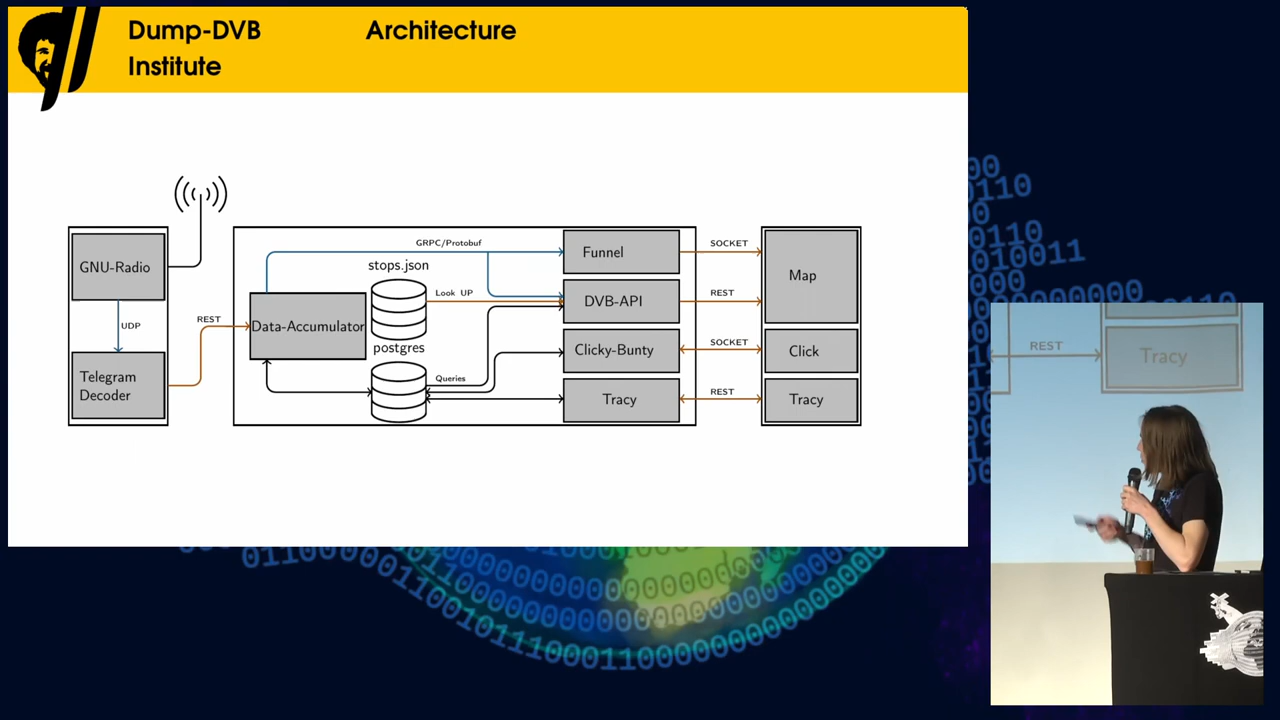 Dump-DVB
Institute
Architecture
GNU-Radio
UDP
Telegram
Decoder
REST
Data-Accumulator
GRPC/Protobuf
stops.json
Look UP
postgres
Queries
Funnel
DVB-API
Clicky-Bunty
Tracy
SOCKET
REST
SOCKET
REST
Map
Click
Tracy
REST
Tracy